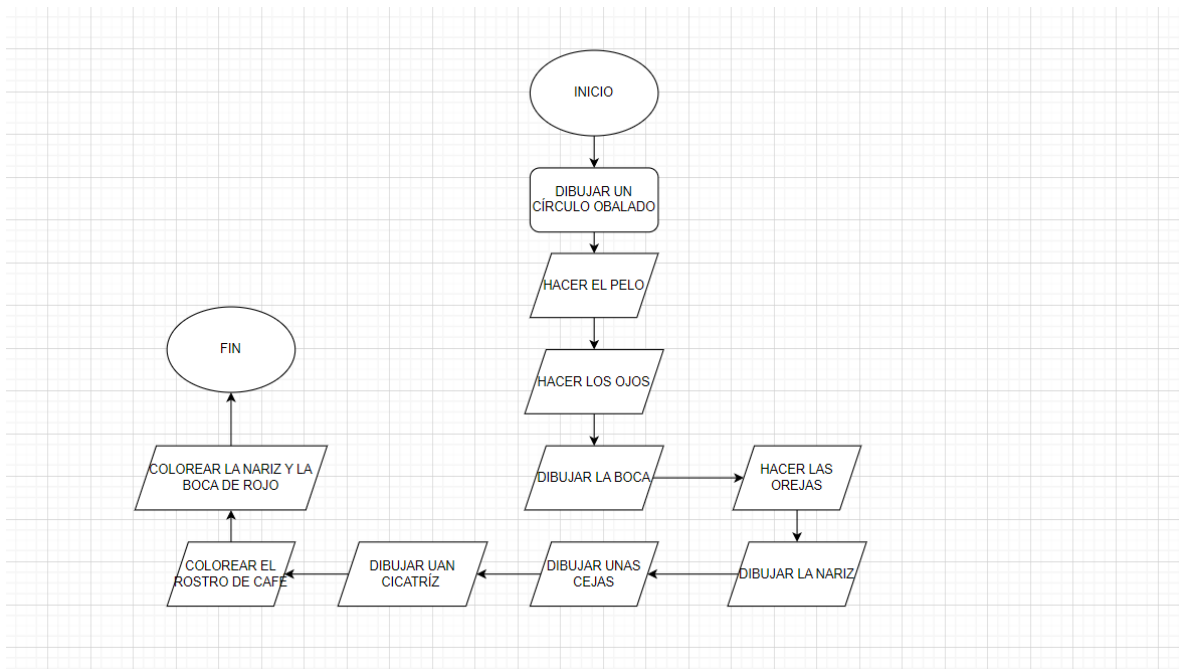 INICIO
DIBUJAR UN
CÍRCULO OBALADO
HACER EL PELO
HACER LOS OJOS
DIBUJAR LA BOCA
HACER LAS
OREJAS
DIBUJAR LA NARIZ
DIBUJAR UNAS
CEJAS
DIBUJAR UAN
CICATRÍZ
COLOREAR EL
ROSTRO DE CAFE
COLOREAR LA NARIZ Y LA
BOCA DE ROJO
FIN